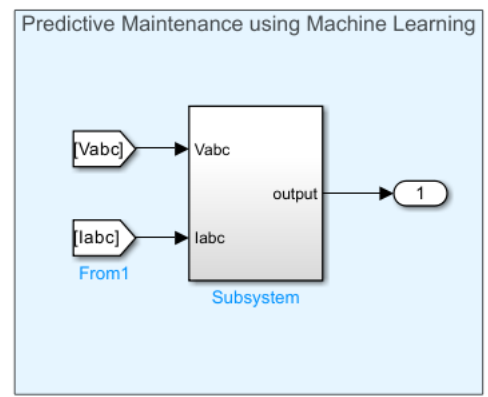 Predictive Maintenance using Machine Learning
[Vabc]
Vabc
output
1
[Iabc]
Iabc
From1
Subsystem